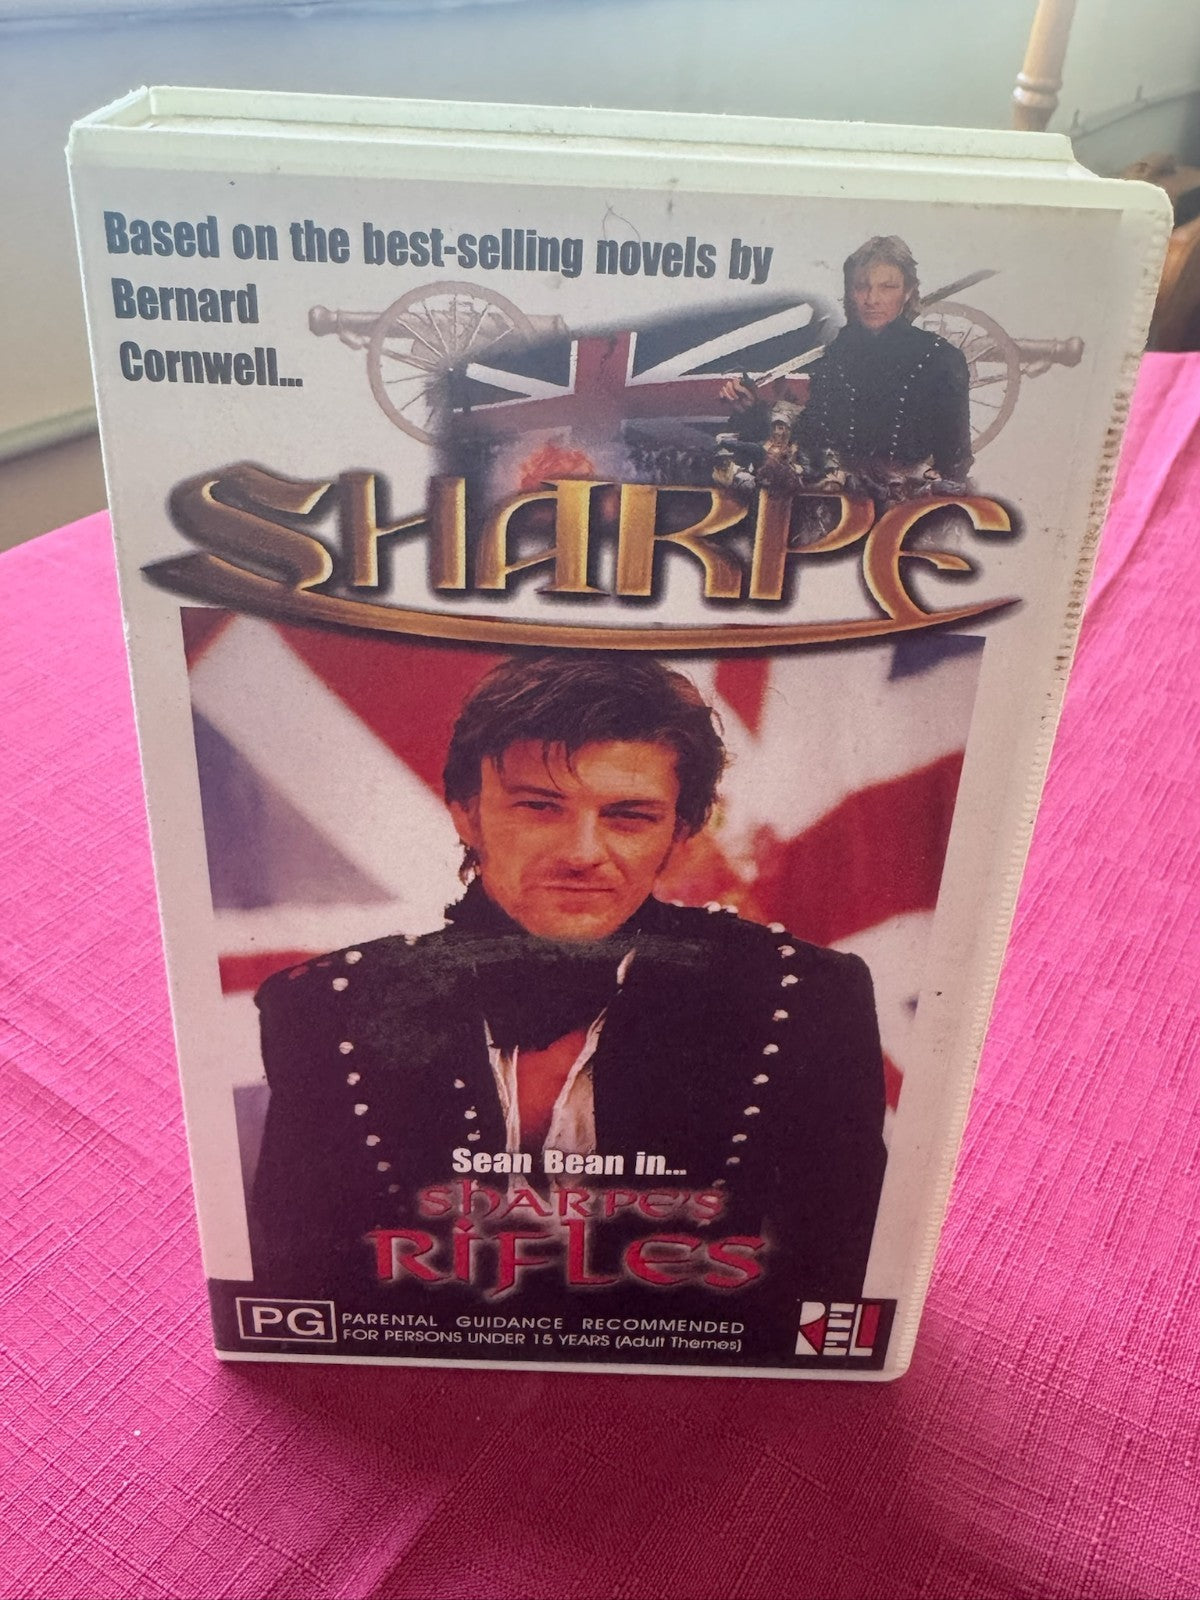 Based on the best-selling novels by
Bernard
Cornwell...
SHARPE
Sean Bean in...
SHARPE'S
RIFLES
PG
PARENTAL GUIDANCE RECOMMENDED
FOR PERSONS UNDER 15 YEARS (Adult Themes)
REEL